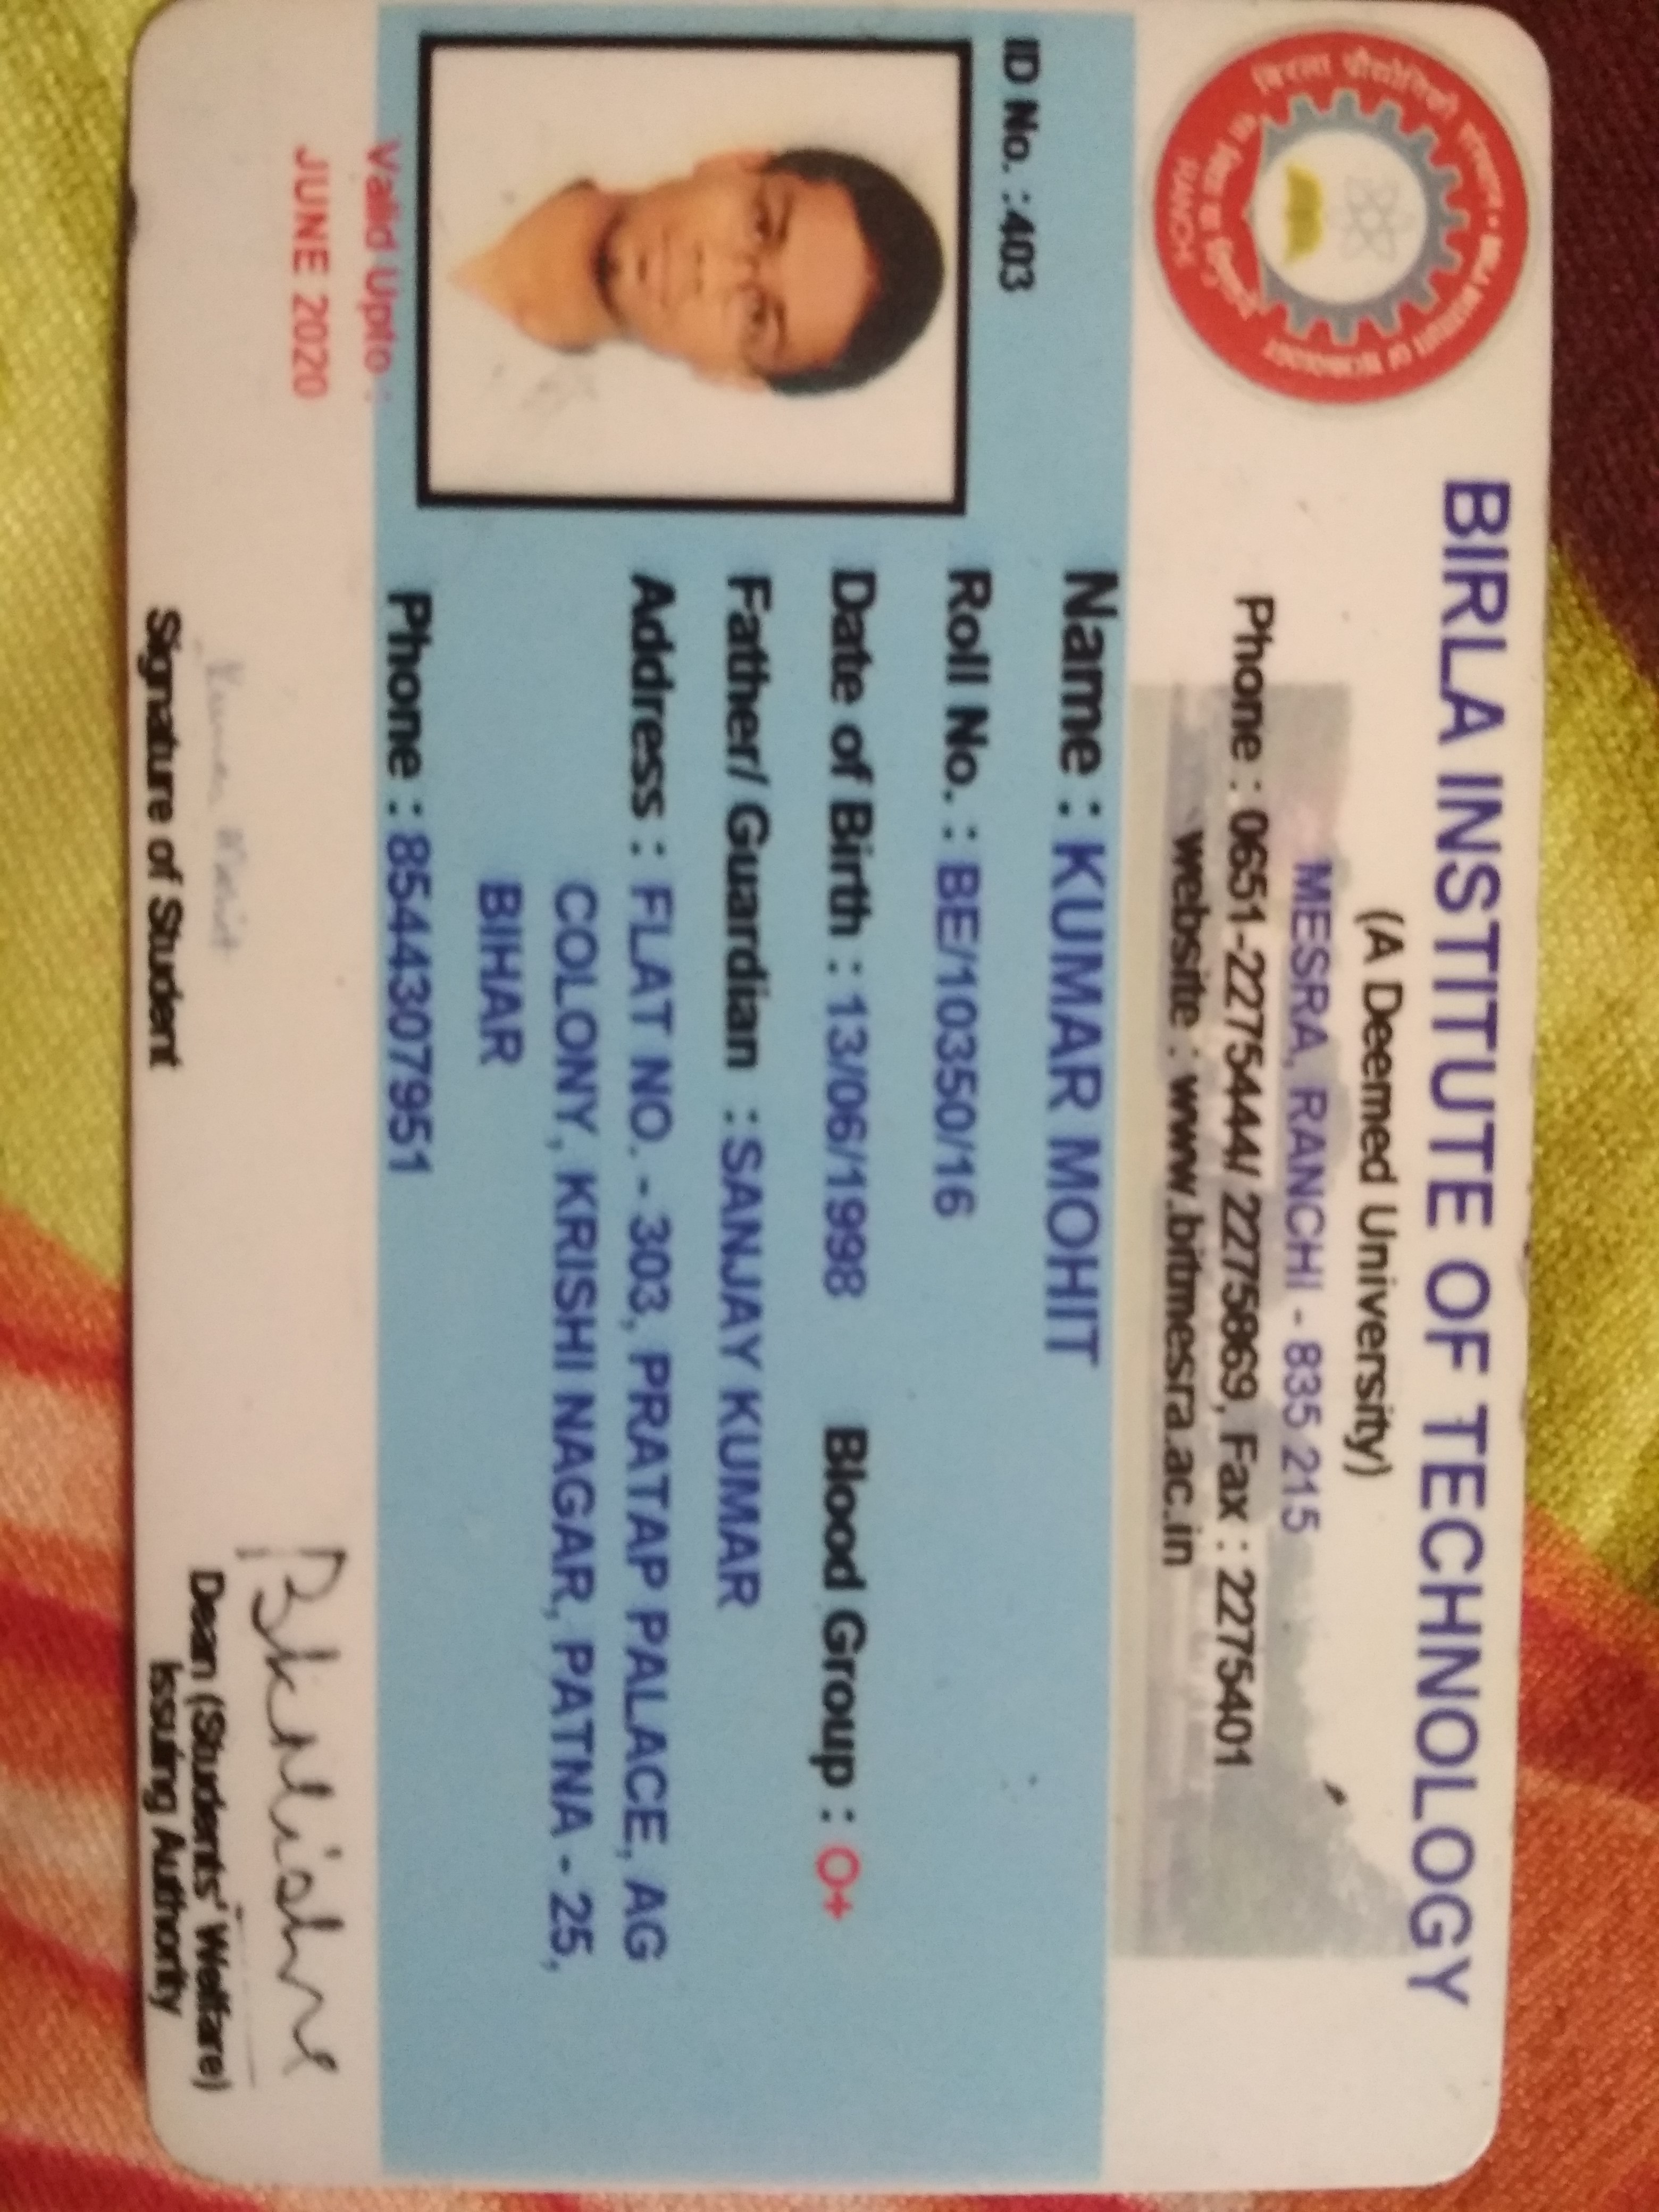 BIRLA INSTITUTE OF TECHNOLOGY
(A Deemed University)
MESRA, RANCHI - 835 215
Phone : 0651-2275444/ 2275869, Fax : 2275401
website : www.bitmesra.ac.in
RANCHI
Name : KUMAR MOHIT
ID No. :403
Roll No. : BE/10350/16
Date of Birth : 13/06/1998 Blood Group : O+
Father/ Guardian : SANJAY KUMAR
Address : FLAT NO. - 303, PRATAP PALACE, AG
COLONY, KRISHI NAGAR, PATNA - 25,
BIHAR
Phone : 8544307951
Valid Upto :
JUNE 2020
Kumar Mohit
Signature of Student
BkMishra
Dean (Students' Welfare)
Issuing Authority